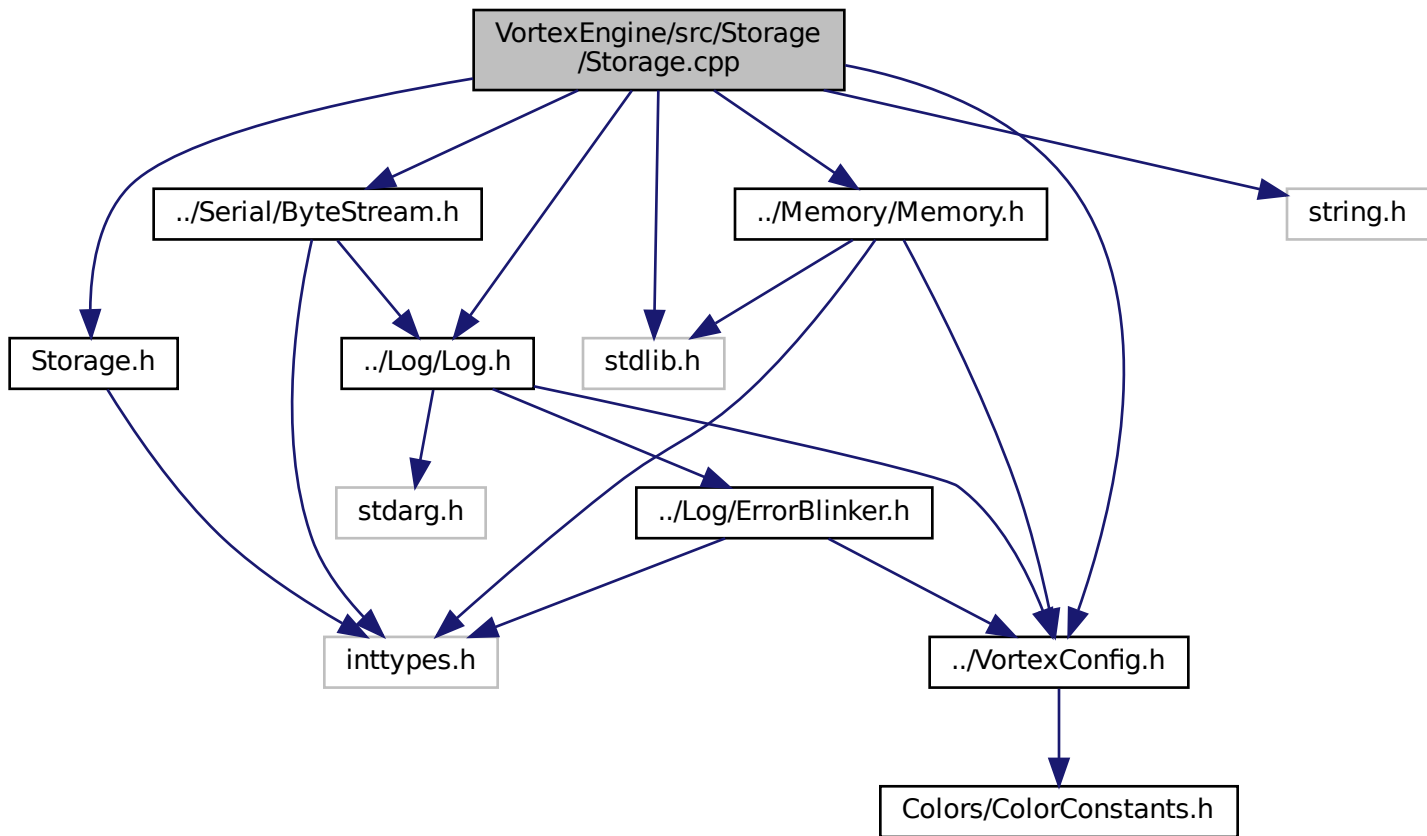 VortexEngine/src/Storage
/Storage.cpp
../Serial/ByteStream.h
../Memory/Memory.h
string.h
Storage.h
../Log/Log.h
stdlib.h
stdarg.h
../Log/ErrorBlinker.h
inttypes.h
../VortexConfig.h
Colors/ColorConstants.h